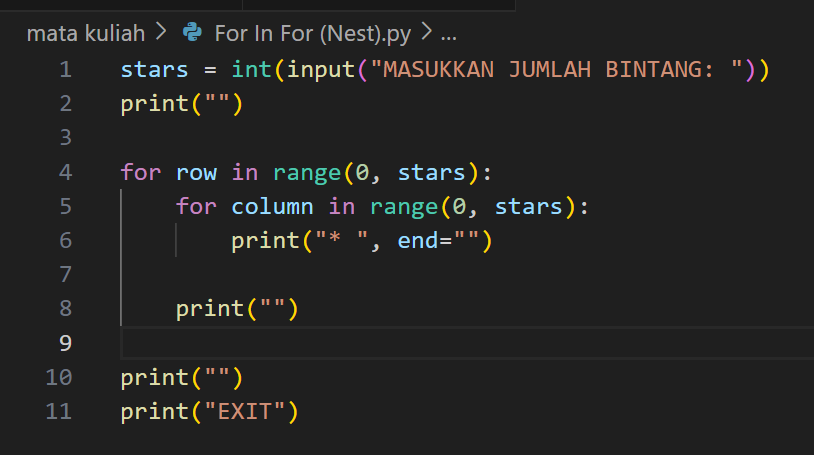 mata kuliah > For In For (Nest).py > ...
1 stars = int(input("MASUKKAN JUMLAH BINTANG: "))
2 print("")
3
4 for row in range(0, stars):
5     for column in range(0, stars):
6         print("* ", end="")
7
8     print("")
9
10 print("")
11 print("EXIT")